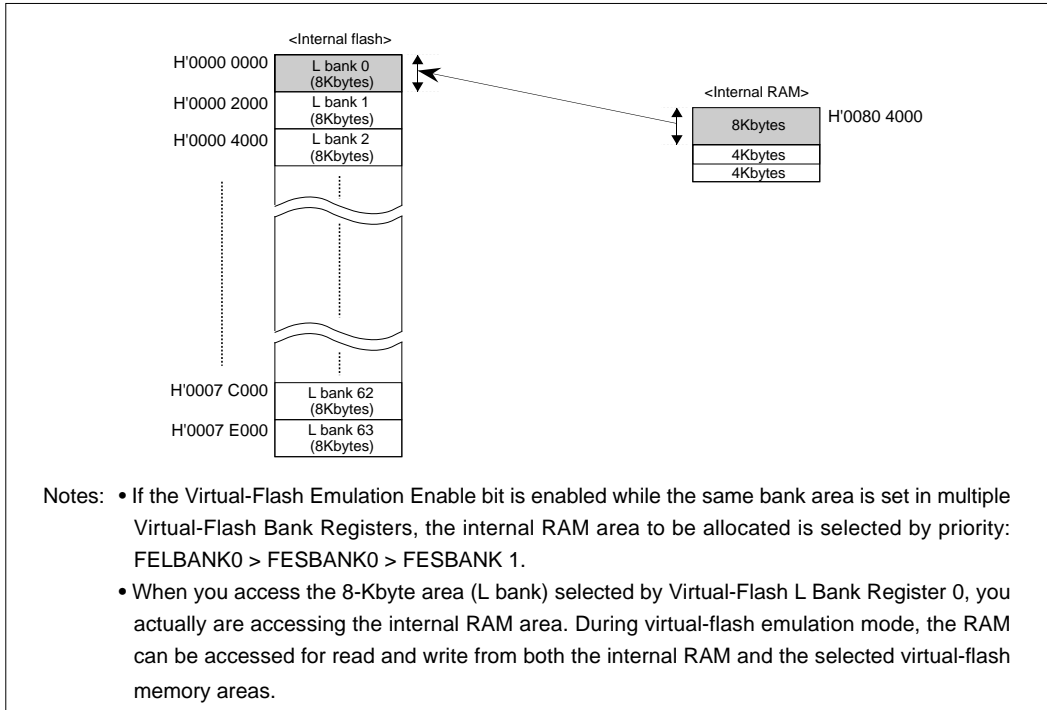 <Internal flash>
H'0000 0000
L bank 0
(8Kbytes)
H'0000 2000
L bank 1
(8Kbytes)
H'0000 4000
L bank 2
(8Kbytes)
H'0007 C000
L bank 62
(8Kbytes)
H'0007 E000
L bank 63
(8Kbytes)
<Internal RAM>
8Kbytes
H'0080 4000
4Kbytes
4Kbytes
Notes: • If the Virtual-Flash Emulation Enable bit is enabled while the same bank area is set in multiple
Virtual-Flash Bank Registers, the internal RAM area to be allocated is selected by priority:
FELBANK0 > FESBANK0 > FESBANK 1.
• When you access the 8-Kbyte area (L bank) selected by Virtual-Flash L Bank Register 0, you
actually are accessing the internal RAM area. During virtual-flash emulation mode, the RAM
can be accessed for read and write from both the internal RAM and the selected virtual-flash
memory areas.